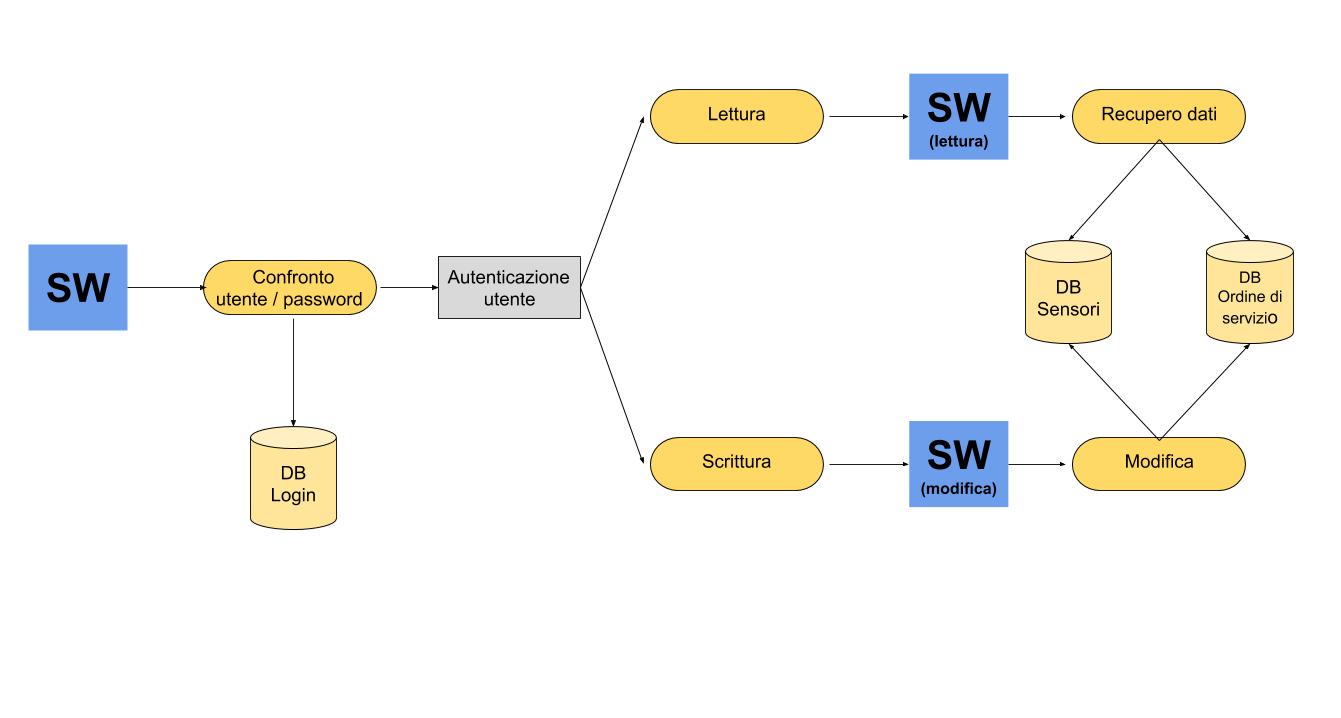 Lettura
SW
(lettura)
Recupero dati
SW
Confronto
utente / password
Autenticazione
utente
DB
Sensori
DB
Ordine di
servizio
DB
Login
Scrittura
SW
(modifica)
Modifica